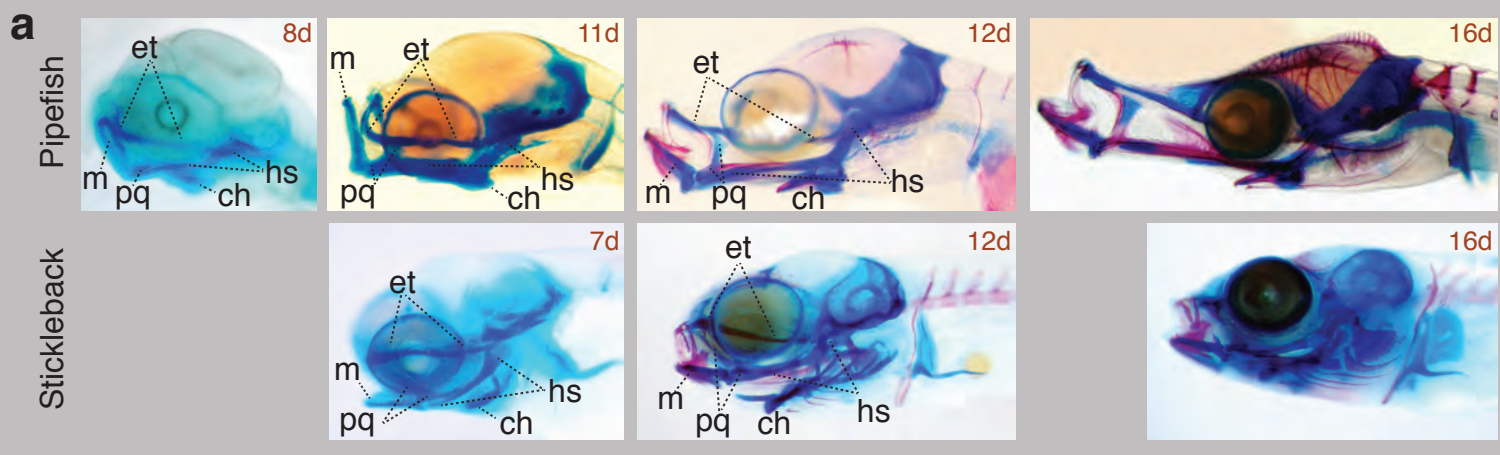 a
Pipefish
8d
et
m
pq
ch
hs
11d
m
et
pq
ch
hs
12d
et
m
pq
ch
hs
16d
Stickleback
7d
et
m
pq
ch
hs
12d
et
m
pq
ch
hs
16d